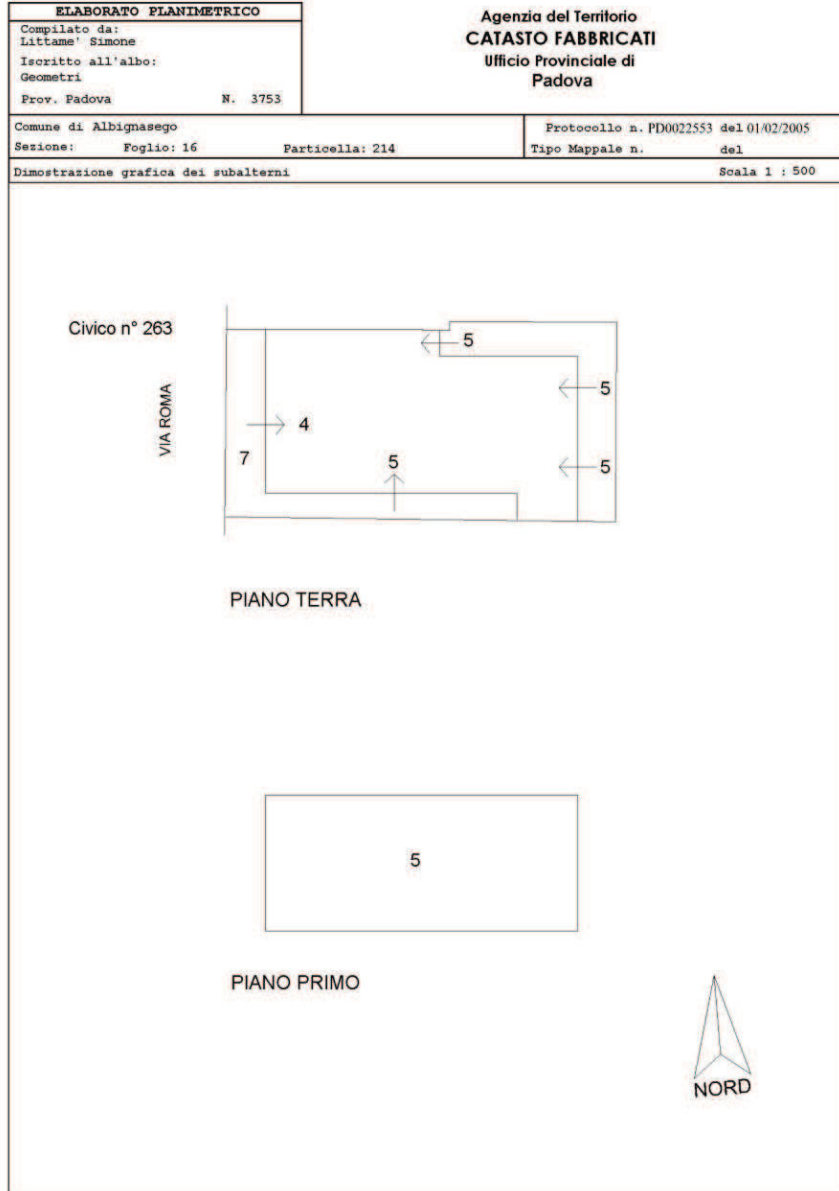 ELABORATO PLANIMETRICO
Compilato da:
Littame' Simone
Iscritto all'albo:
Geometri
Prov. Padova N. 3753
Agenzia del Territorio
CATASTO FABBRICATI
Ufficio Provinciale di
Padova
Comune di Albignasego
Sezione: Foglio: 16 Particella: 214
Protocollo n. PD0022553 del 01/02/2005
Tipo Mappale n. del
Dimostrazione grafica dei subalterni Scala 1 : 500
Civico n° 263
VIA ROMA
5
5
4
7
5
5
PIANO TERRA
5
PIANO PRIMO
NORD